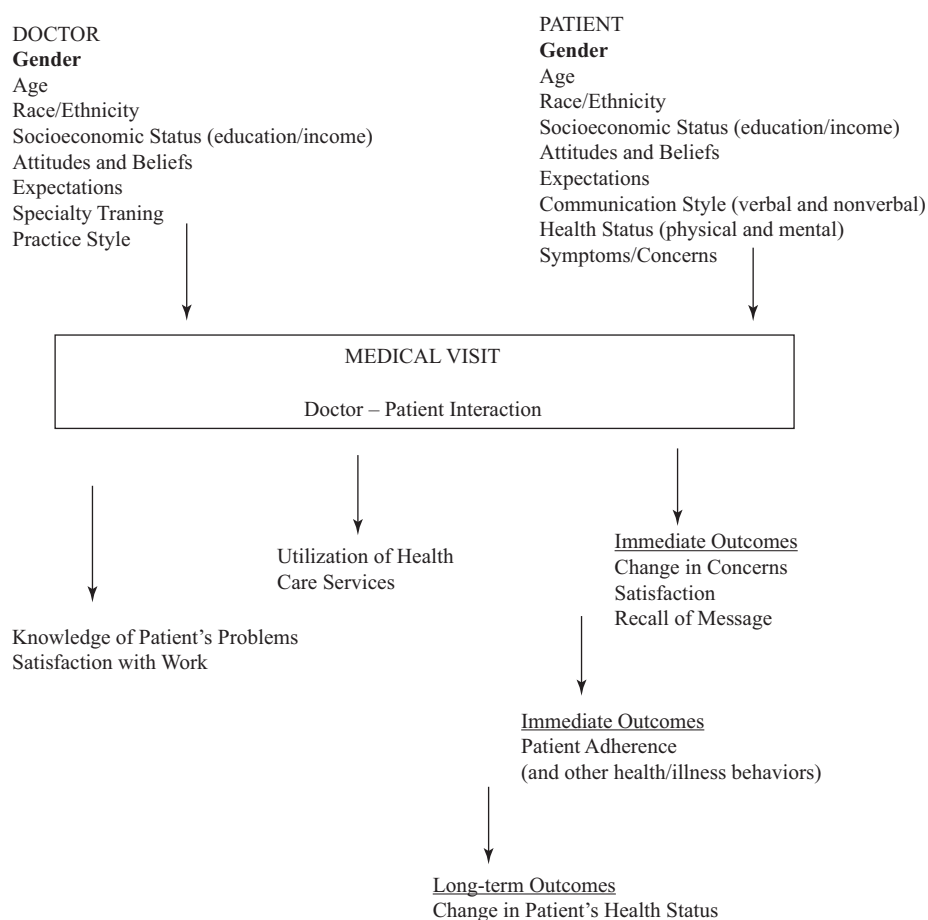 DOCTOR
Gender
Age
Race/Ethnicity
Socioeconomic Status (education/income)
Attitudes and Beliefs
Expectations
Specialty Traning
Practice Style
PATIENT
Gender
Age
Race/Ethnicity
Socioeconomic Status (education/income)
Attitudes and Beliefs
Expectations
Communication Style (verbal and nonverbal)
Health Status (physical and mental)
Symptoms/Concerns
MEDICAL VISIT
Doctor – Patient Interaction
Knowledge of Patient’s Problems
Satisfaction with Work
Utilization of Health
Care Services
Immediate Outcomes
Change in Concerns
Satisfaction
Recall of Message
Immediate Outcomes
Patient Adherence
(and other health/illness behaviors)
Long-term Outcomes
Change in Patient’s Health Status